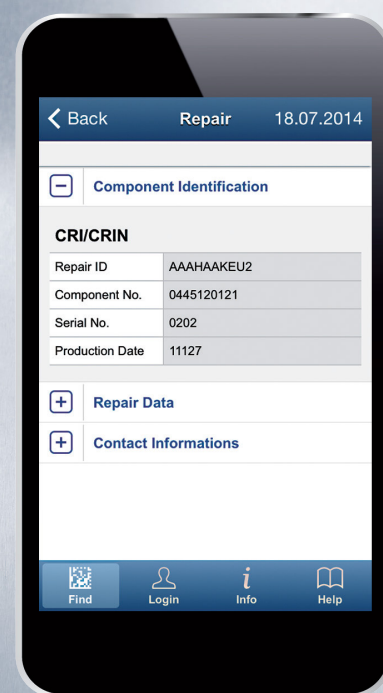 Back Repair 18.07.2014
Component Identification
CRI/CRIN
Repair ID AAAHAAKEU2
Component No. 0445120121
Serial No. 0202
Production Date 11127
Repair Data
Contact Informations
Find Login Info Help